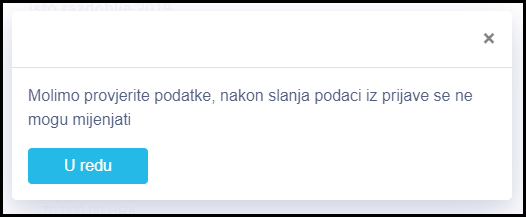 ×
Molimo provjerite podatke, nakon slanja podaci iz prijave se ne
mogu mijenjati
U redu